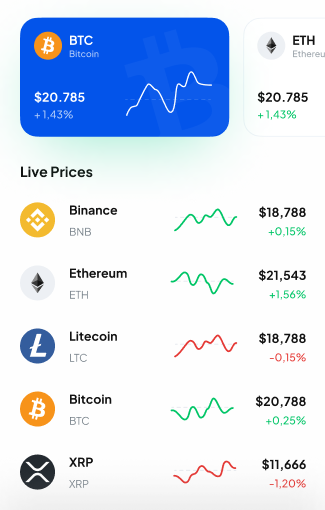 BTC
Bitcoin
$20.785
+1,43%
ETH
Ethereu
$20.785
+1,43%
Live Prices
Binance
BNB
$18,788
+0,15%
Ethereum
ETH
$21,543
+1,56%
Litecoin
LTC
$18,788
-0,15%
Bitcoin
BTC
$20,788
+0,25%
XRP
XRP
$11,666
-1,20%